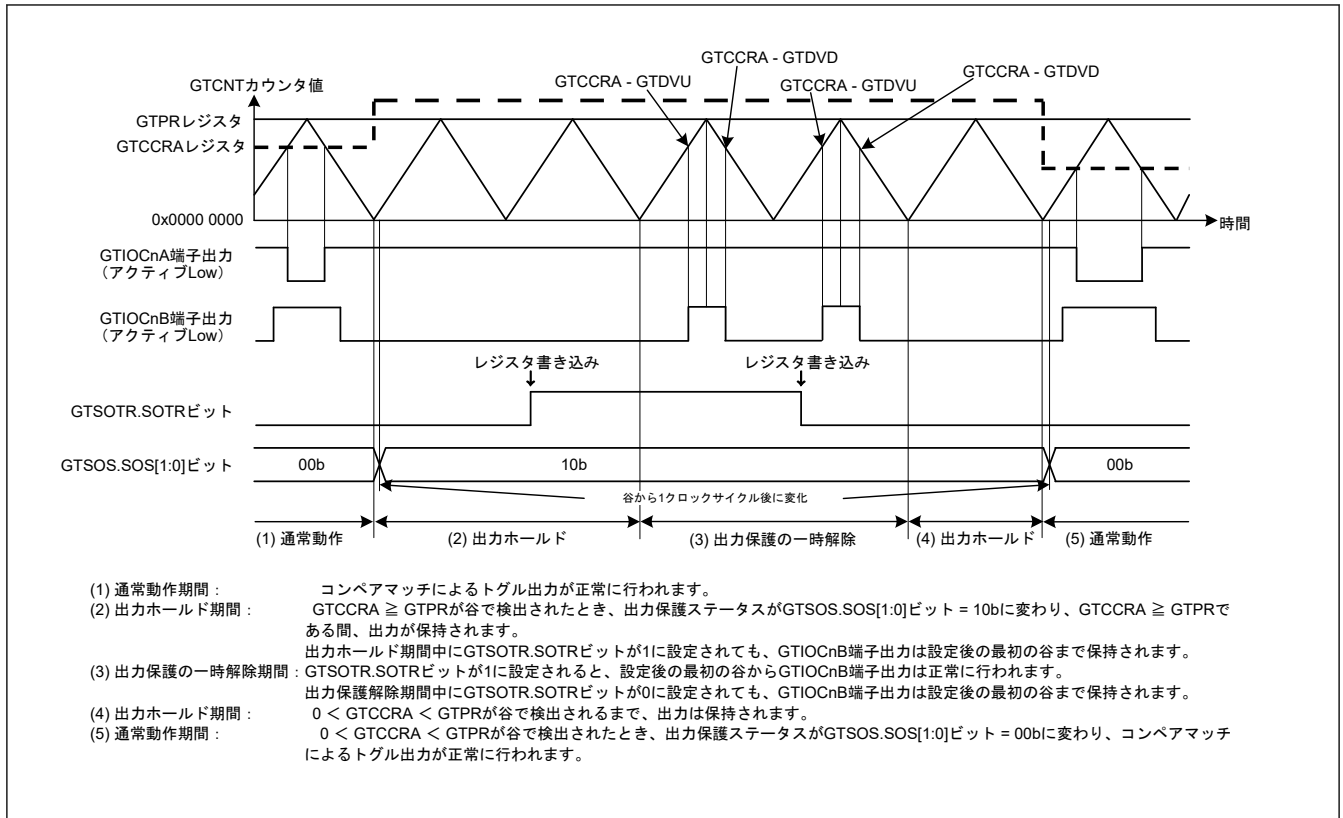 GTCNTカウンタ値
GTCCRA - GTDVU
GTCCRA - GTDVD
GTCCRA - GTDVU
GTCCRA - GTDVD
GTPRレジスタ
GTCCRAレジスタ
0x0000 0000
時間
GTIOCnA端子出力
（アクティブLow）
GTIOCnB端子出力
（アクティブLow）
レジスタ書き込み
レジスタ書き込み
GTSOTR.SOTRビット
GTSOS.SOS[1:0]ビット
00b
10b
00b
谷から1クロックサイクル後に変化
(1) 通常動作
(2) 出力ホールド
(3) 出力保護の一時解除
(4) 出力ホールド
(5) 通常動作
(1) 通常動作期間： コンペアマッチによるトグル出力が正常に行われます。
(2) 出力ホールド期間： GTCCRA ≧ GTPRが谷で検出されたとき、出力保護ステータスがGTSOS.SOS[1:0]ビット = 10bに変わり、GTCCRA ≧ GTPRで
ある間、出力が保持されます。
出力ホールド期間中にGTSOTR.SOTRビットが1に設定されても、GTIOCnB端子出力は設定後の最初の谷まで保持されます。
(3) 出力保護の一時解除期間：GTSOTR.SOTRビットが1に設定されると、設定後の最初の谷からGTIOCnB端子出力は正常に行われます。
出力保護解除期間中にGTSOTR.SOTRビットが0に設定されても、GTIOCnB端子出力は設定後の最初の谷まで保持されます。
(4) 出力ホールド期間： 0 < GTCCRA < GTPRが谷で検出されるまで、出力は保持されます。
(5) 通常動作期間： 0 < GTCCRA < GTPRが谷で検出されたとき、出力保護ステータスがGTSOS.SOS[1:0]ビット = 00bに変わり、コンペアマッチ
によるトグル出力が正常に行われます。